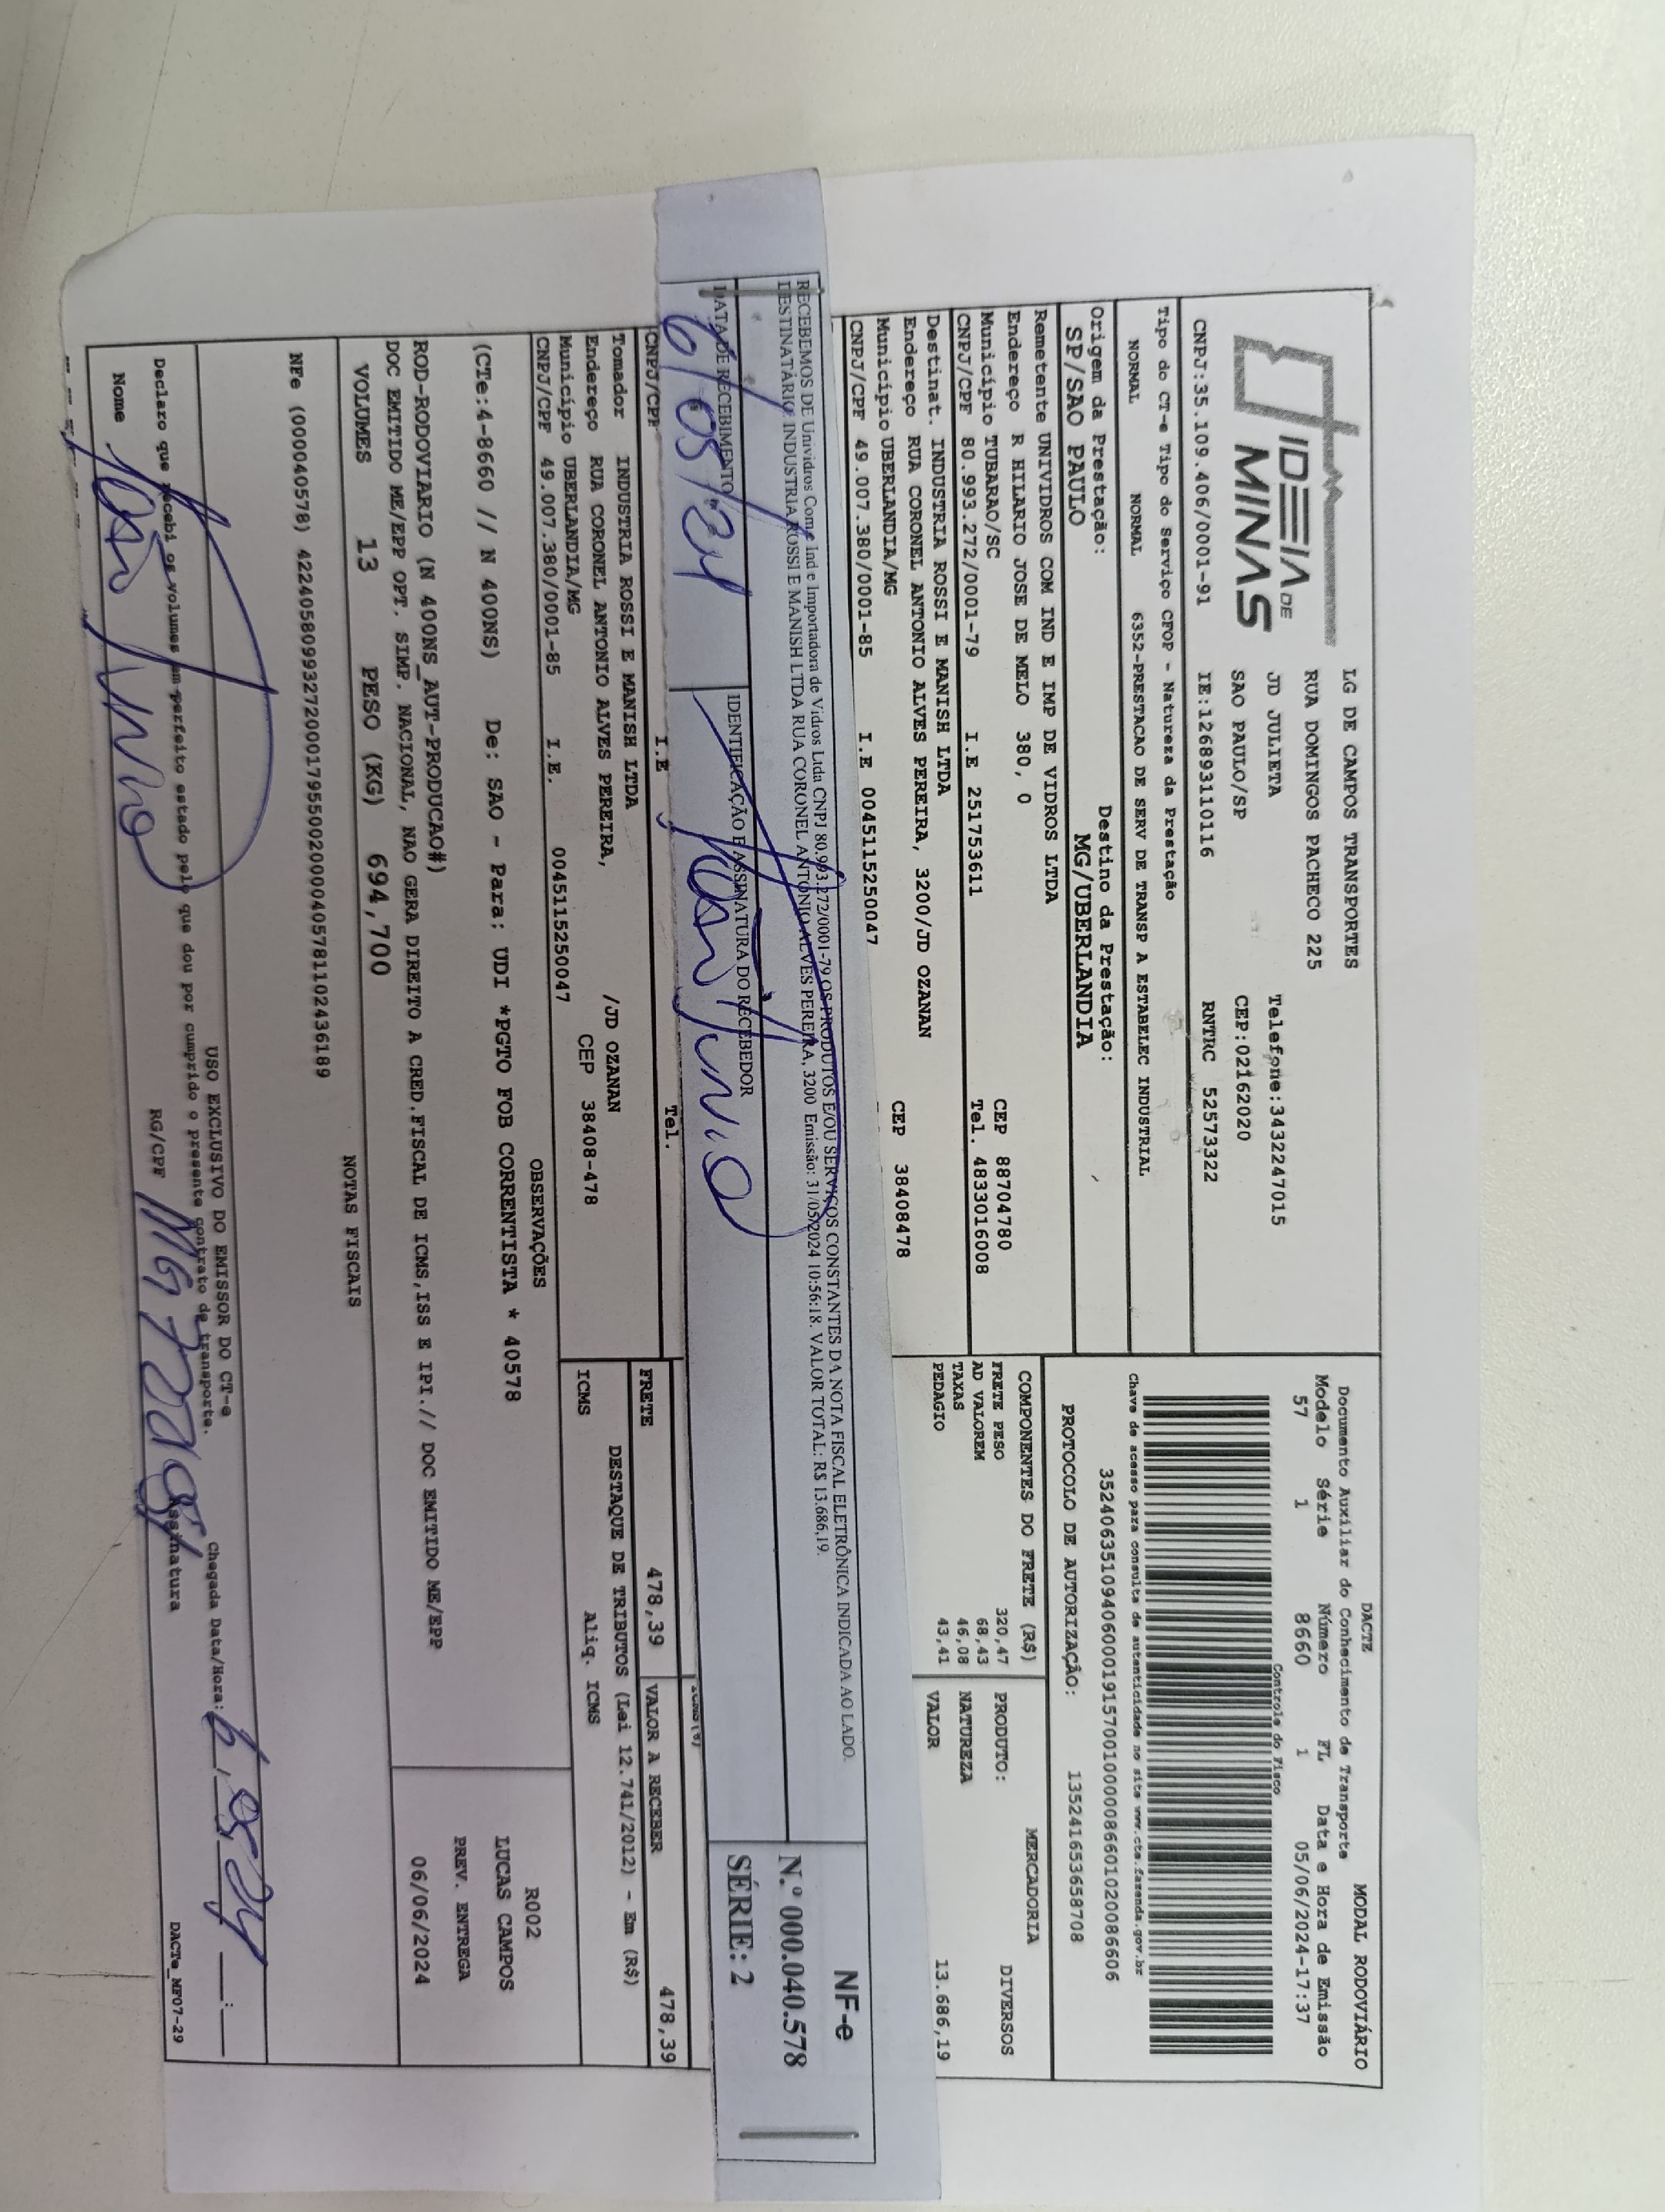 IDEIA DE
MINAS
LG DE CAMPOS TRANSPORTES
RUA DOMINGOS PACHECO 225
JD JULIETA Telefone:3432247015
SAO PAULO/SP CEP:02162020
CNPJ:35.109.406/0001-91 IE:126893110116 RNTRC 52573322
DACTE MODAL RODOVIÁRIO
Documento Auxiliar do Conhecimento de Transporte
Modelo Série Número FL Data e Hora de Emissão
57 1 8660 1 05/06/2024-17:37
Controle do Fisco
Chave de acesso para consulta de autenticidade no site www.cte.fazenda.gov.br
35240635109406000191570010000086601020086606
PROTOCOLO DE AUTORIZAÇÃO: 135241653658708
Tipo do CT-e Tipo do Serviço CFOP - Natureza da Prestação
NORMAL NORMAL 6352-PRESTACAO DE SERV DE TRANSP A ESTABELEC INDUSTRIAL
Origem da Prestação: Destino da Prestação:
SP/SAO PAULO MG/UBERLANDIA
Remetente UNIVIDROS COM IND E IMP DE VIDROS LTDA
Endereço R HILARIO JOSE DE MELO 380, 0 CEP 88704780
Município TUBARAO/SC Tel. 4833016008
CNPJ/CPF 80.993.272/0001-79 I.E 251753611
Destinat. INDUSTRIA ROSSI E MANISH LTDA
Endereço RUA CORONEL ANTONIO ALVES PEREIRA, 3200/JD OZANAN
Município UBERLANDIA/MG CEP 38408478
CNPJ/CPF 49.007.380/0001-85 I.E 0045115250047
COMPONENTES DO FRETE (R$)
FRETE PESO 320,47
AD VALOREM 68,43
TAXAS 46,08
PEDAGIO 43,41
MERCADORIA
PRODUTO: DIVERSOS
NATUREZA
VALOR 13.686,19
RECEBEMOS DE Unividros Come Ind e Importadora de Vidros Ltda CNPJ 80.993.272/0001-79 OS PRODUTOS E/OU SERVIÇOS CONSTANTES DA NOTA FISCAL ELETRÔNICA INDICADA AO LADO.
DESTINATÁRIO: INDUSTRIA ROSSI E MANISH LTDA RUA CORONEL ANTONIO ALVES PEREIRA, 3200 Emissão: 31/05/2024 10:56:18. VALOR TOTAL: R$ 13.686,19.
DATA DE RECEBIMENTO IDENTIFICAÇÃO E ASSINATURA DO RECEBEDOR
NF-e
N.º 000.040.578
SÉRIE: 2
CNPJ/CPF I.E Tel.
FRETE 478,39 VALOR A RECEBER 478,39
Tomador INDUSTRIA ROSSI E MANISH LTDA
Endereço RUA CORONEL ANTONIO ALVES PEREIRA, /JD OZANAN
Município UBERLANDIA/MG CEP 38408-478
CNPJ/CPF 49.007.380/0001-85 I.E. 0045115250047
DESTAQUE DE TRIBUTOS (Lei 12.741/2012) - Em (R$)
ICMS Aliq. ICMS
OBSERVAÇÕES
(CTe:4-8660 // N 400NS) De: SAO - Para: UDI *PGTO FOB CORRENTISTA * 40578
ROD-RODOVIARIO (N 400NS_AUT-PRODUCAO#)
DOC EMITIDO ME/EPP OPT. SIMP. NACIONAL, NAO GERA DIREITO A CRED.FISCAL DE ICMS,ISS E IPI.// DOC EMITIDO ME/EPP
R002
LUCAS CAMPOS
PREV. ENTREGA
06/06/2024
VOLUMES 13 PESO (KG) 694,700
NOTAS FISCAIS
NFe (000040578) 42240580993272000179550020000405781102436189
USO EXCLUSIVO DO EMISSOR DO CT-e
Declaro que recebi os volumes em perfeito estado pelo que dou por cumprido o presente contrato de transporte.
Chegada Data/Hora:
Nome RG/CPF Assinatura
DACTe_MF07-29